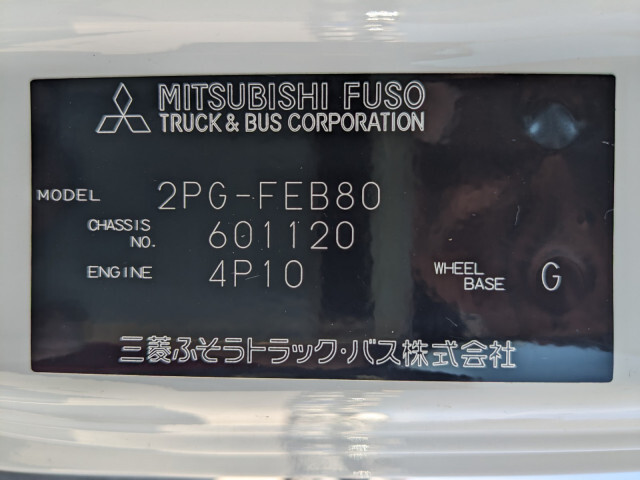 MITSUBISHI FUSO
TRUCK & BUS CORPORATION
MODEL 2PG-FEB80
CHASSIS NO. 601120
ENGINE 4P10 WHEEL BASE G
三菱ふそうトラック・バス株式会社